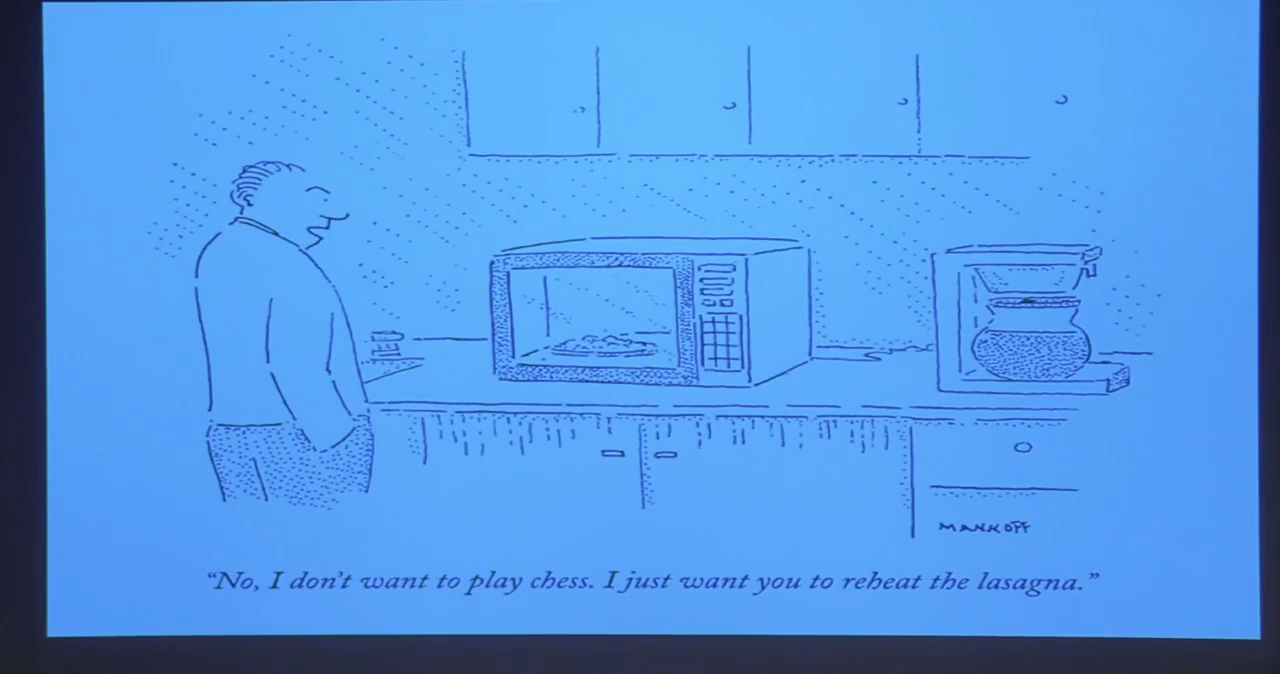 MANKOFF
“No, I don’t want to play chess. I just want you to reheat the lasagna.”